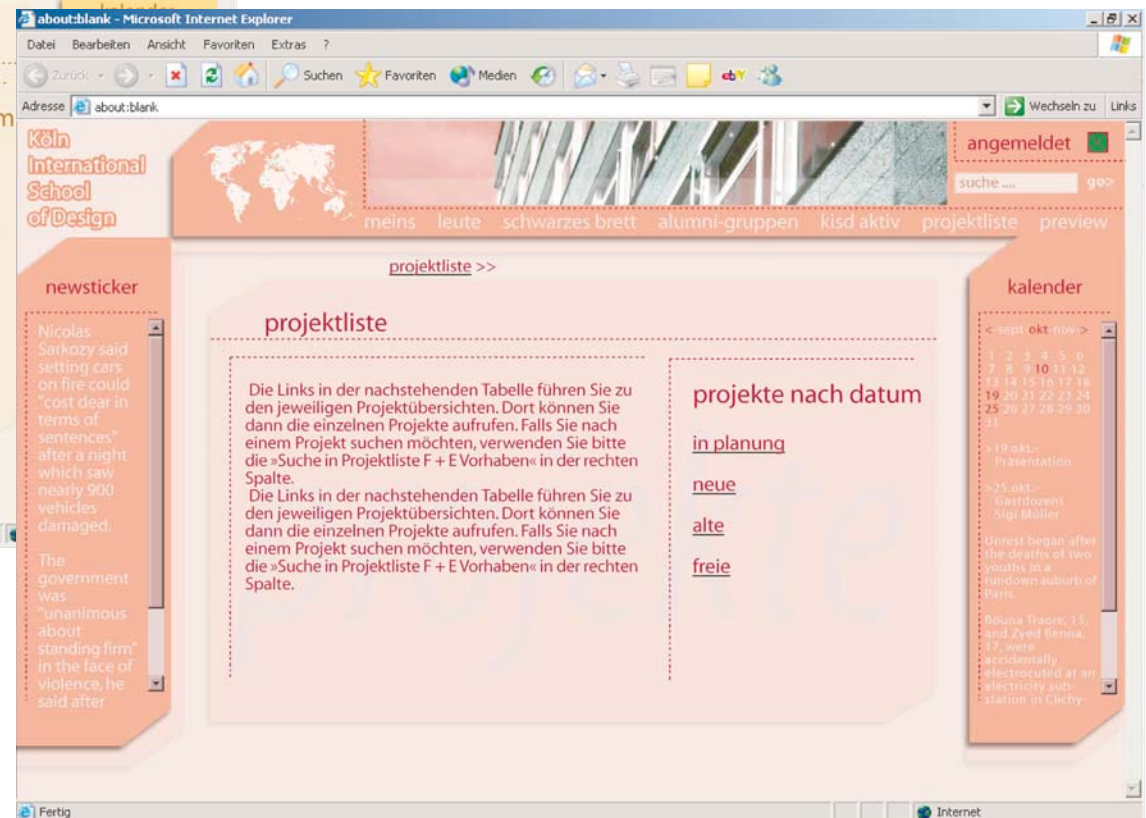 kalender
about:blank - Microsoft Internet Explorer
Datei Bearbeiten Ansicht Favoriten Extras ?
Zurück Suchen Favoriten Medien ebY
Adresse about:blank Wechseln zu Links
m
Köln
International
School
of Design
angemeldet
suche .... go>
meins leute schwarzes brett alumni-gruppen kisd aktiv projektliste preview
projektliste >>
newsticker
Nicolas
Sarkozy said
setting cars
on fire could
"cost dear in
terms of
sentences"
after a night
which saw
nearly 900
vehicles
damaged.
The
government
was
"unanimous
about
standing firm"
in the face of
violence, he
said after
projektliste
Die Links in der nachstehenden Tabelle führen Sie zu
den jeweiligen Projektübersichten. Dort können Sie
dann die einzelnen Projekte aufrufen. Falls Sie nach
einem Projekt suchen möchten, verwenden Sie bitte
die »Suche in Projektliste F + E Vorhaben« in der rechten
Spalte.
Die Links in der nachstehenden Tabelle führen Sie zu
den jeweiligen Projektübersichten. Dort können Sie
dann die einzelnen Projekte aufrufen. Falls Sie nach
einem Projekt suchen möchten, verwenden Sie bitte
die »Suche in Projektliste F + E Vorhaben« in der rechten
Spalte.
projekte nach datum
in planung
neue
alte
freie
projekte
kalender
<-sept okt-nov->
1 2 3 4 5 6
7 8 9 10 11 12
13 14 15 16 17 18
19 20 21 22 23 24
25 26 27 28 29 30
31
>19.okt.-
Präsentation
>25.okt.-
Gastdozent
Sigi Müller
Unrest began after
the deaths of two
youths in a
rundown auburb of
Paris.
Bouna Traore, 15,
and Zyed Benna,
17, were
accidentally
electrocuted at an
electricity sub-
station in Clichy-
Fertig Internet